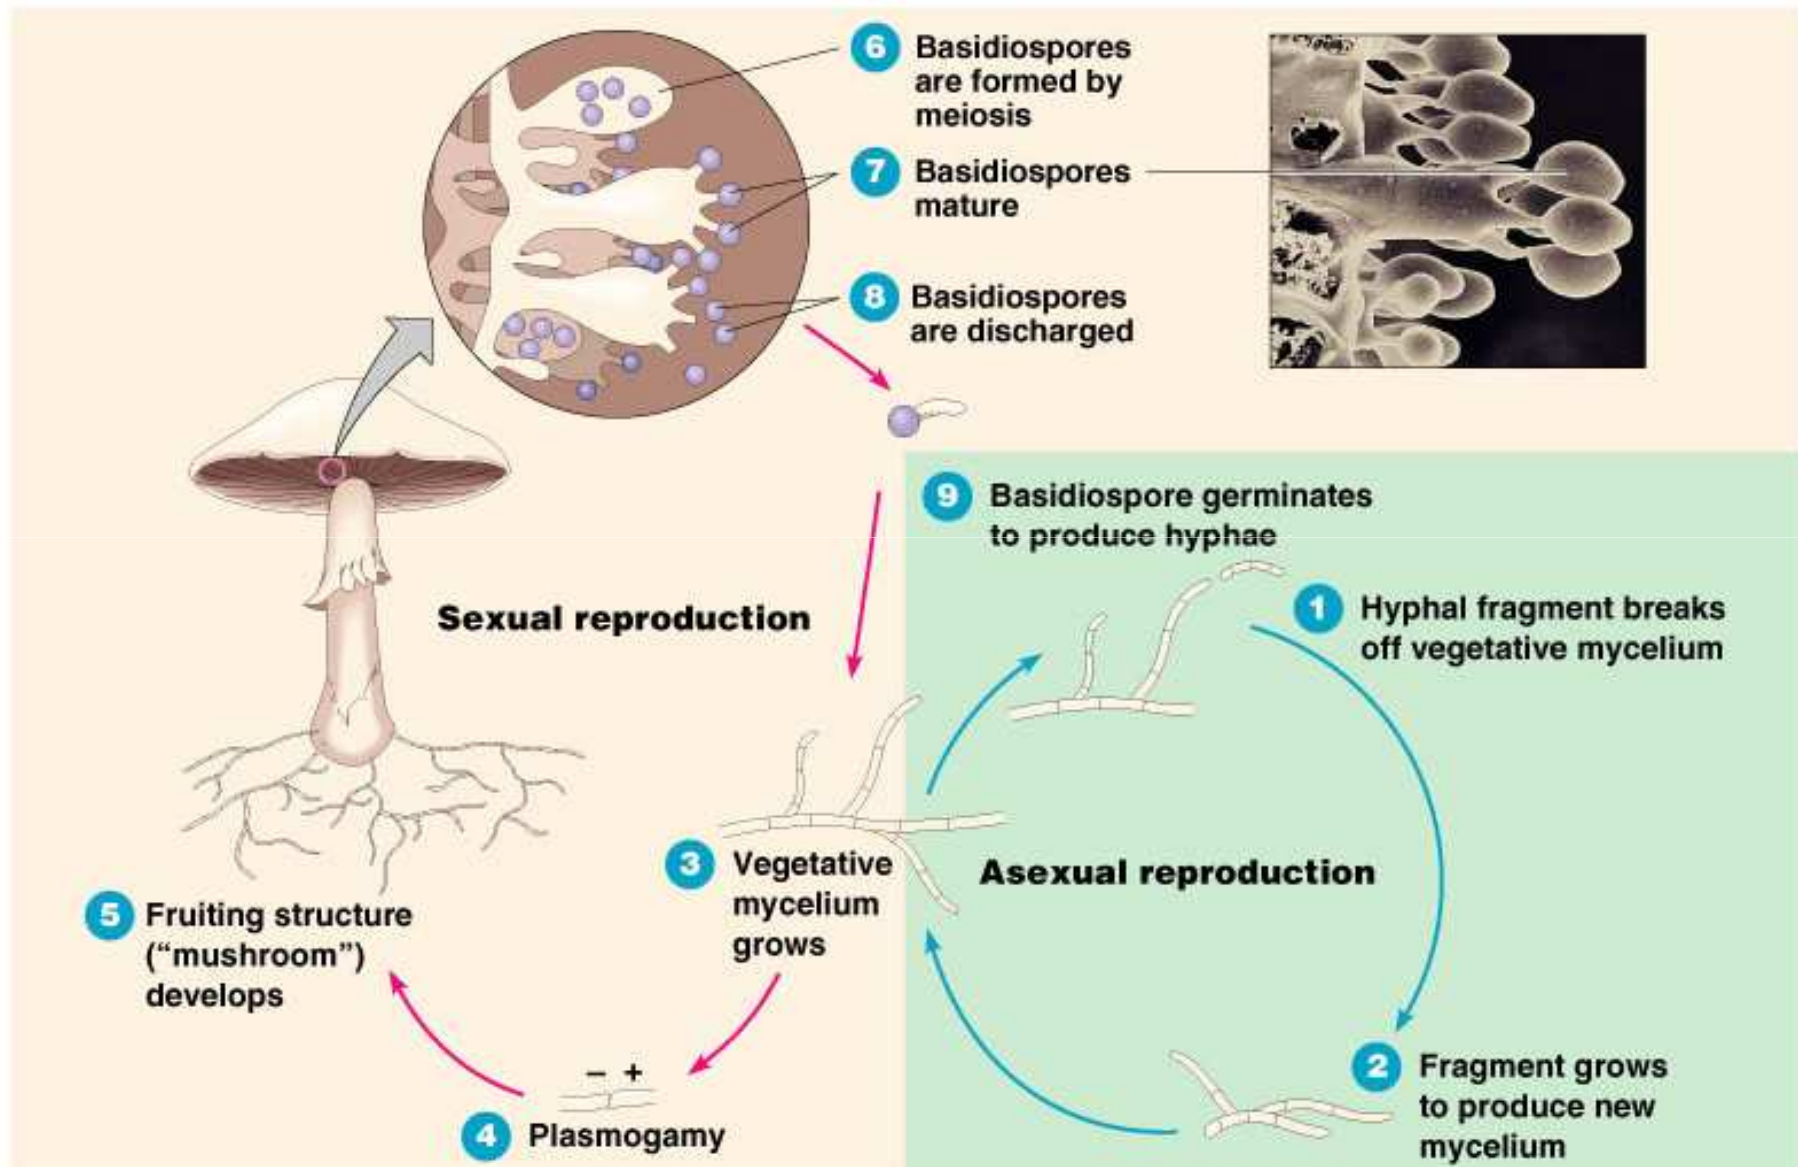 6 Basidiospores
are formed by
meiosis
7 Basidiospores
mature
8 Basidiospores
are discharged
9 Basidiospore germinates
to produce hyphae
1 Hyphal fragment breaks
off vegetative mycelium
Sexual reproduction
3 Vegetative
mycelium
grows
Asexual reproduction
5 Fruiting structure
(“mushroom”)
develops
– +
4 Plasmogamy
2 Fragment grows
to produce new
mycelium